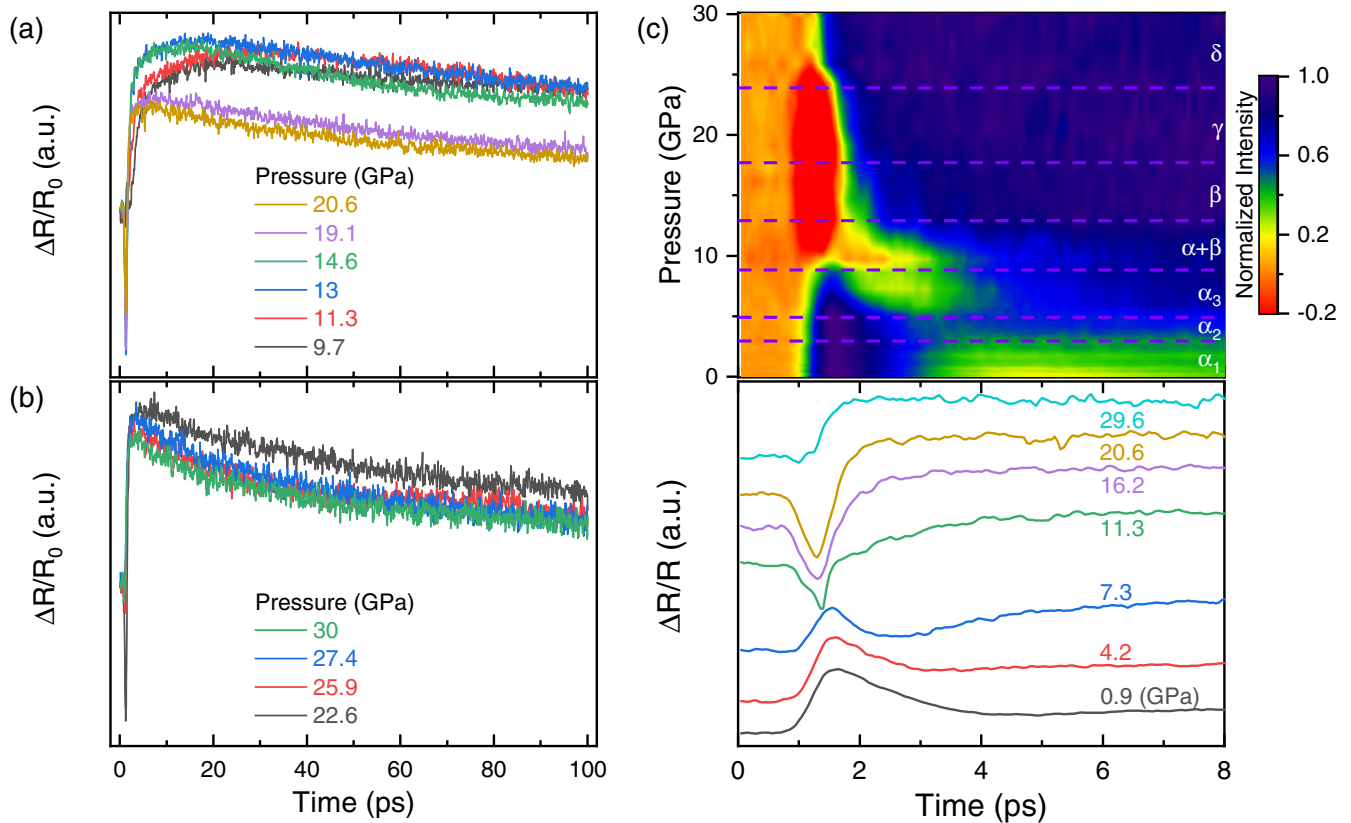 (a)
ΔR/R0 (a.u.)
Pressure (GPa)
20.6
19.1
14.6
13
11.3
9.7
(b)
ΔR/R0 (a.u.)
Pressure (GPa)
30
27.4
25.9
22.6
0 20 40 60 80 100
Time (ps)
(c)
Pressure (GPa)
30
20
10
0
δ
γ
β
α+β
α3
α2
α1
Normalized Intensity
1.0
0.6
0.2
-0.2
ΔR/R (a.u.)
29.6
20.6
16.2
11.3
7.3
4.2
0.9 (GPa)
0 2 4 6 8
Time (ps)